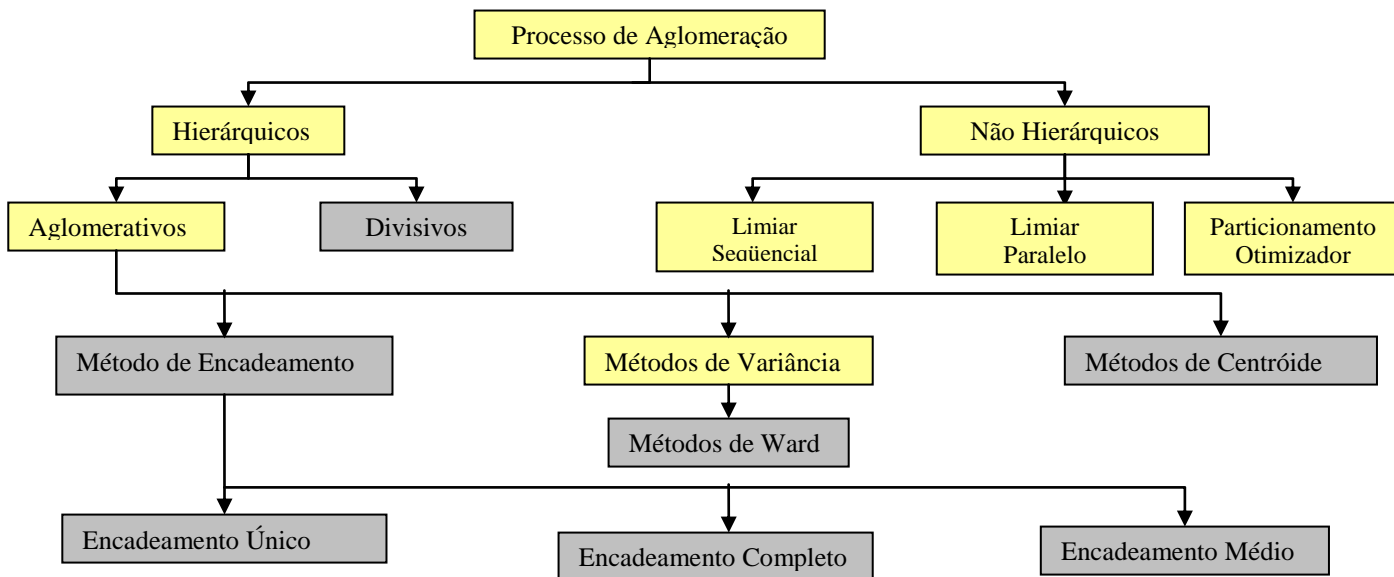 Processo de Aglomeração
Hierárquicos
Não Hierárquicos
Aglomerativos
Divisivos
Limiar
Seqüencial
Limiar
Paralelo
Particionamento
Otimizador
Método de Encadeamento
Métodos de Variância
Métodos de Centróide
Métodos de Ward
Encadeamento Único
Encadeamento Completo
Encadeamento Médio